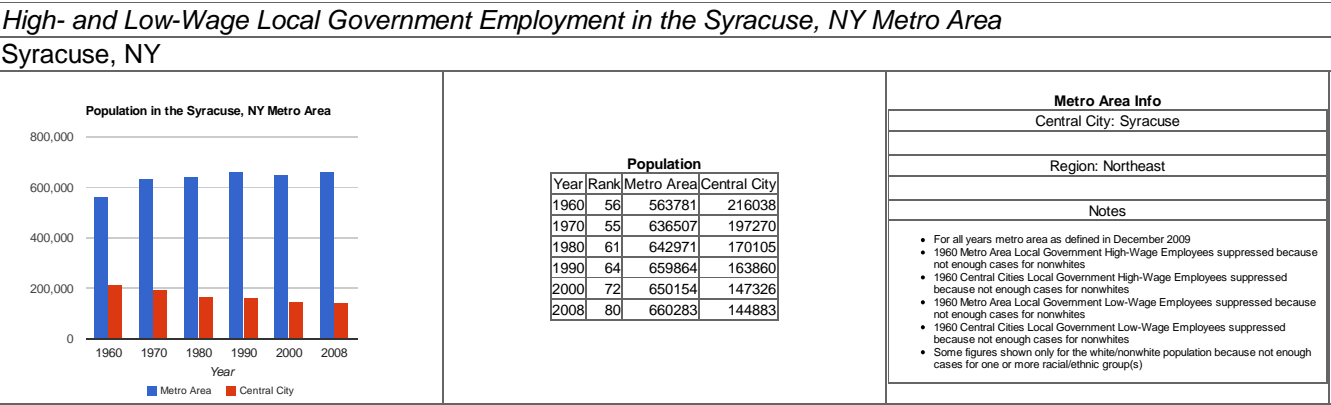 High- and Low-Wage Local Government Employment in the Syracuse, NY Metro Area
Syracuse, NY
Population in the Syracuse, NY Metro Area
800,000
600,000
400,000
200,000
0
1960 1970 1980 1990 2000 2008
Year
Metro Area Central City
Population
Year Rank Metro Area Central City
1960 56 563781 216038
1970 55 636507 197270
1980 61 642971 170105
1990 64 659864 163860
2000 72 650154 147326
2008 80 660283 144883
Metro Area Info
Central City: Syracuse
Region: Northeast
Notes
• For all years metro area as defined in December 2009
• 1960 Metro Area Local Government High-Wage Employees suppressed because
not enough cases for nonwhites
• 1960 Central Cities Local Government High-Wage Employees suppressed
because not enough cases for nonwhites
• 1960 Metro Area Local Government Low-Wage Employees suppressed because
not enough cases for nonwhites
• 1960 Central Cities Local Government Low-Wage Employees suppressed
because not enough cases for nonwhites
• Some figures shown only for the white/nonwhite population because not enough
cases for one or more racial/ethnic group(s)